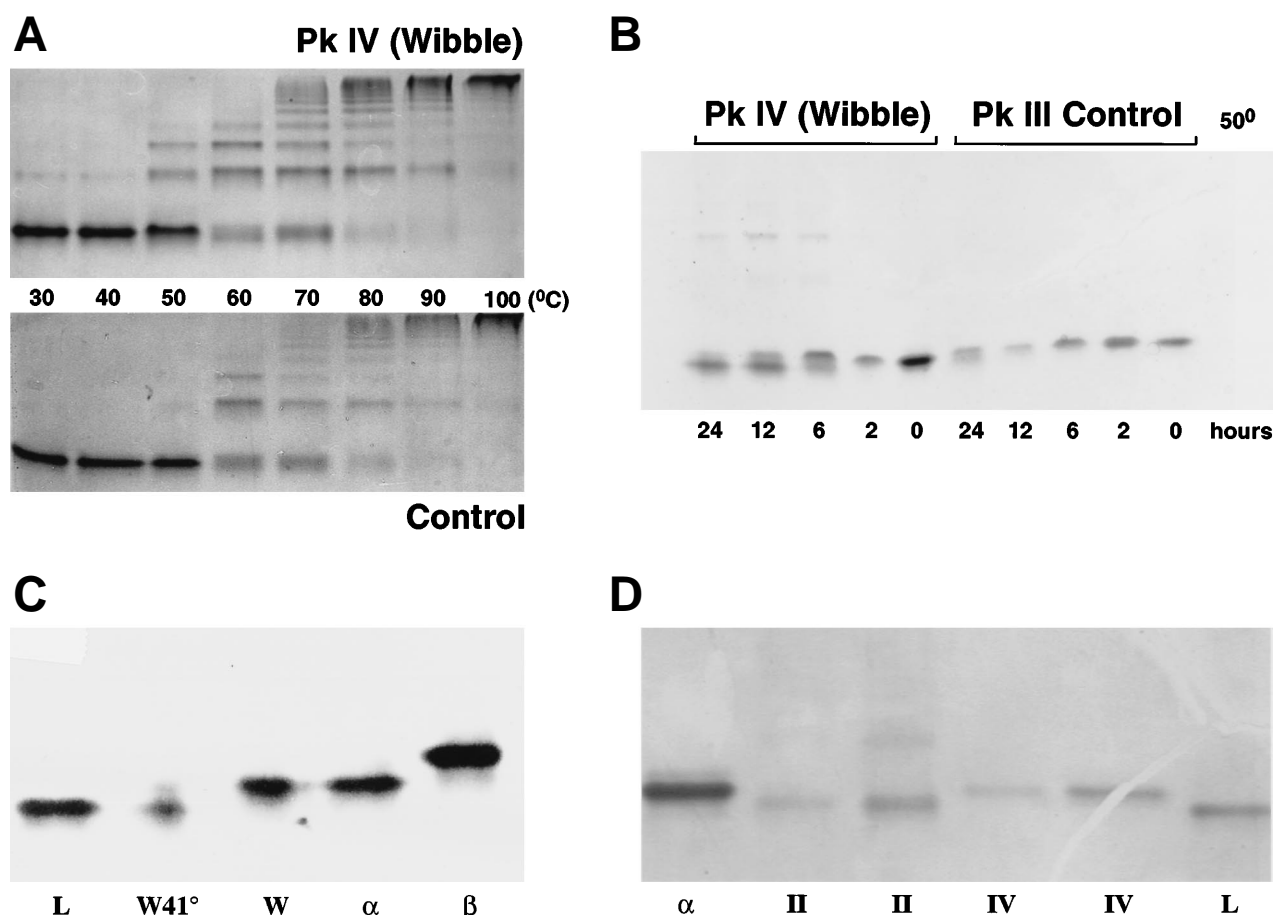 A
Pk IV (Wibble)
30 40 50 60 70 80 90 100 (⁰C)
Control
B
Pk IV (Wibble) Pk III Control 50⁰
24 12 6 2 0 24 12 6 2 0 hours
C
L W41° W α β
D
α II II IV IV L